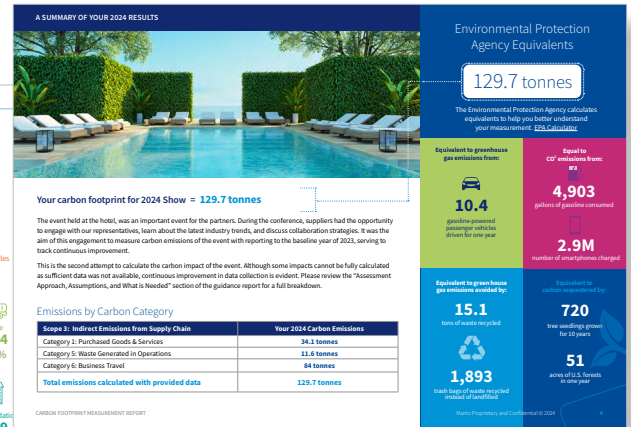 A SUMMARY OF YOUR 2024 RESULTS
Your carbon footprint for 2024 Show = 129.7 tonnes
The event held at the hotel, was an important event for the partners. During the conference, suppliers had the opportunity
to engage with our representatives, learn about the latest industry trends, and discuss collaboration strategies. It was the
aim of this engagement to measure carbon emissions of the event with reporting to the baseline year of 2023, serving to
track continuous improvement.
This is the second attempt to calculate the carbon impact of the event. Although some impacts cannot be fully calculated
as sufficient data was not available, continuous improvement in data collection is evident. Please review the "Assessment
Approach, Assumptions, and What is Needed" section of the guidance report for a full breakdown.
Emissions by Carbon Category
Scope 3: Indirect Emissions from Supply Chain Your 2024 Carbon Emissions
Category 1: Purchased Goods & Services 34.1 tonnes
Category 5: Waste Generated in Operations 11.6 tonnes
Category 6: Business Travel 84 tonnes
Total emissions calculated with provided data 129.7 tonnes
CARBON FOOTPRINT MEASUREMENT REPORT
Environmental Protection
Agency Equivalents
129.7 tonnes
The Environmental Protection Agency calculates
equivalents to help you better understand
your measurement. EPA Calculator
Equivalent to greenhouse
gas emissions from:
10.4
gasoline-powered
passenger vehicles
driven for one year
Equal to
CO² emissions from:
4,903
gallons of gasoline consumed
2.9M
number of smartphones charged
Equivalent to green house
gas emissions avoided by:
15.1
tons of waste recycled
1,893
trash bags of waste recycled
instead of landfilled
Equivalent to
carbon sequestered by:
720
tree seedlings grown
for 10 years
51
acres of U.S. forests
in one year
Maritz Proprietary and Confidential © 2024
4
%
9